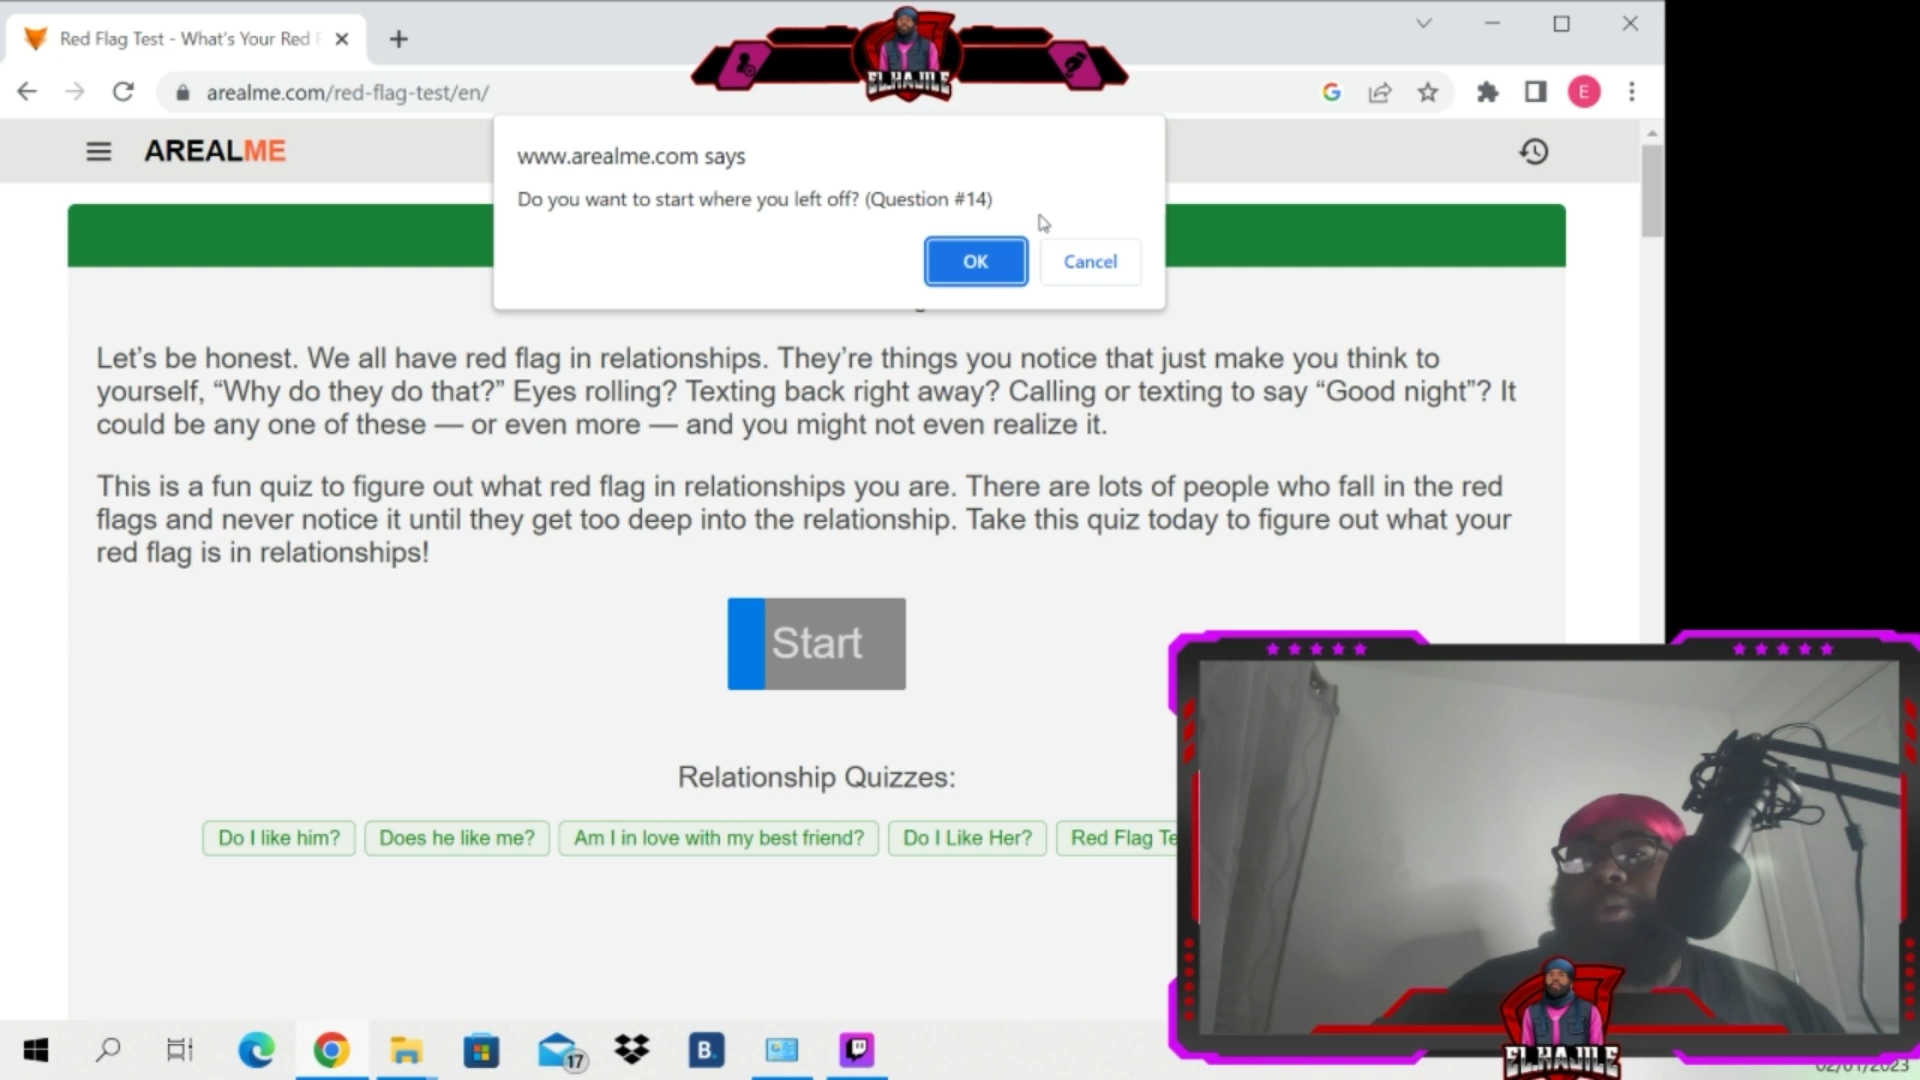 Red Flag Test - What's Your Red
ELHAJILE
arealme.com/red-flag-test/en/
E
AREALME
www.arealme.com says
Do you want to start where you left off? (Question #14)
OK
Cancel
Let's be honest. We all have red flag in relationships. They're things you notice that just make you think to
yourself, “Why do they do that?” Eyes rolling? Texting back right away? Calling or texting to say “Good night”? It
could be any one of these — or even more — and you might not even realize it.
This is a fun quiz to figure out what red flag in relationships you are. There are lots of people who fall in the red
flags and never notice it until they get too deep into the relationship. Take this quiz today to figure out what your
red flag is in relationships!
Start
Relationship Quizzes:
Do I like him?
Does he like me?
Am I in love with my best friend?
Do I Like Her?
Red Flag Te
17
B.
ELHAJILE
02/01/2023